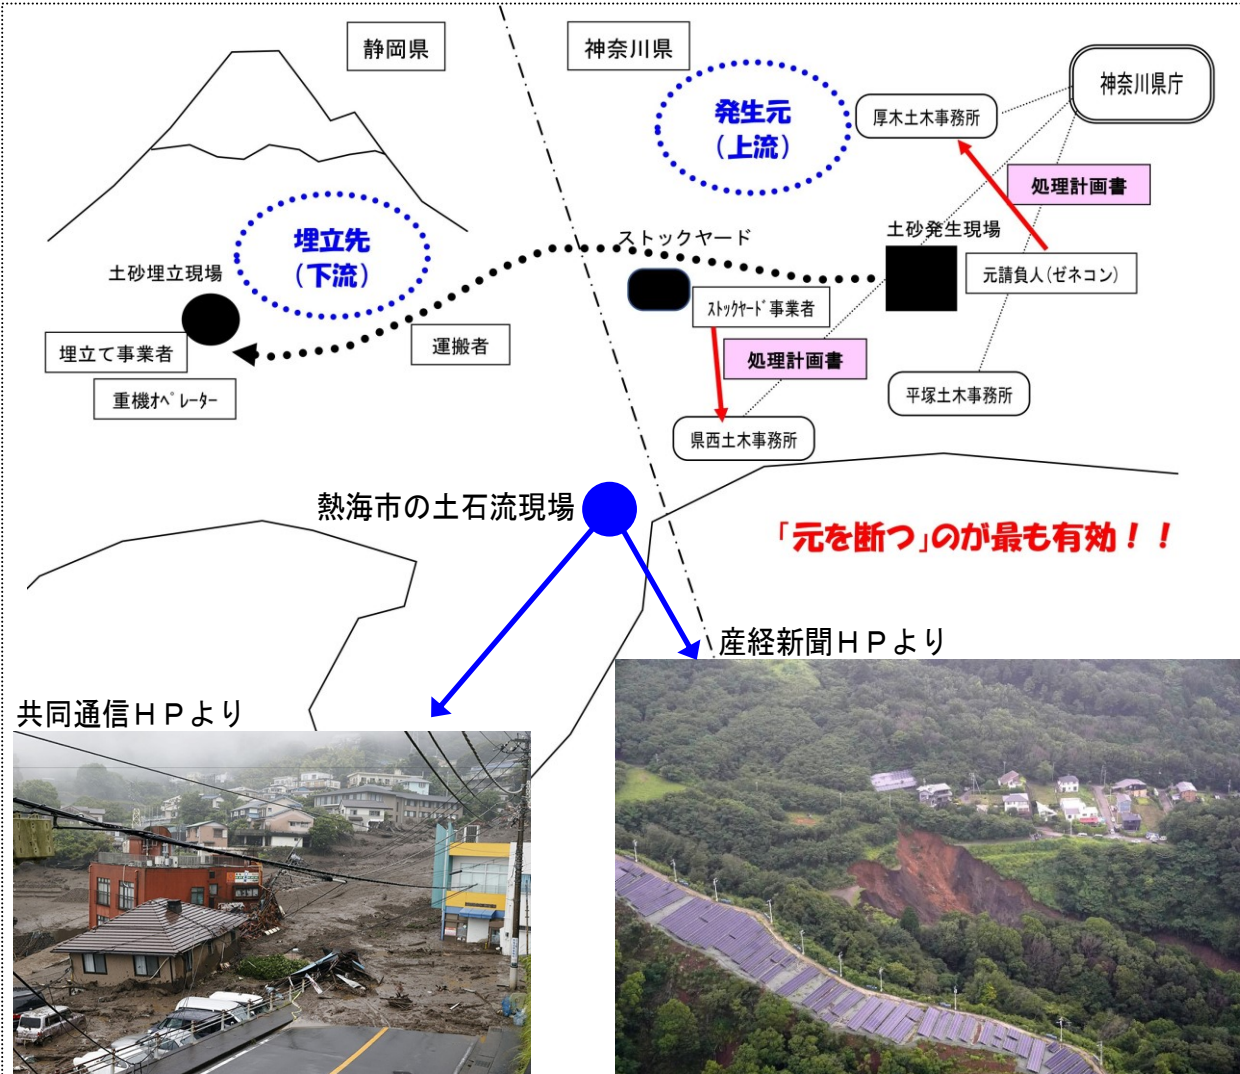 静岡県
神奈川県
神奈川県庁
発生元
（上流）
厚木土木事務所
処理計画書
埋立先
（下流）
ストックヤード
土砂発生現場
土砂埋立現場
元請負人（ゼネコン）
ｽﾄｯｸﾔｰﾄﾞ事業者
埋立て事業者
運搬者
処理計画書
重機ｵﾍﾟﾚｰﾀｰ
平塚土木事務所
県西土木事務所
熱海市の土石流現場
「元を断つ」のが最も有効！！
産経新聞ＨＰより
共同通信ＨＰより